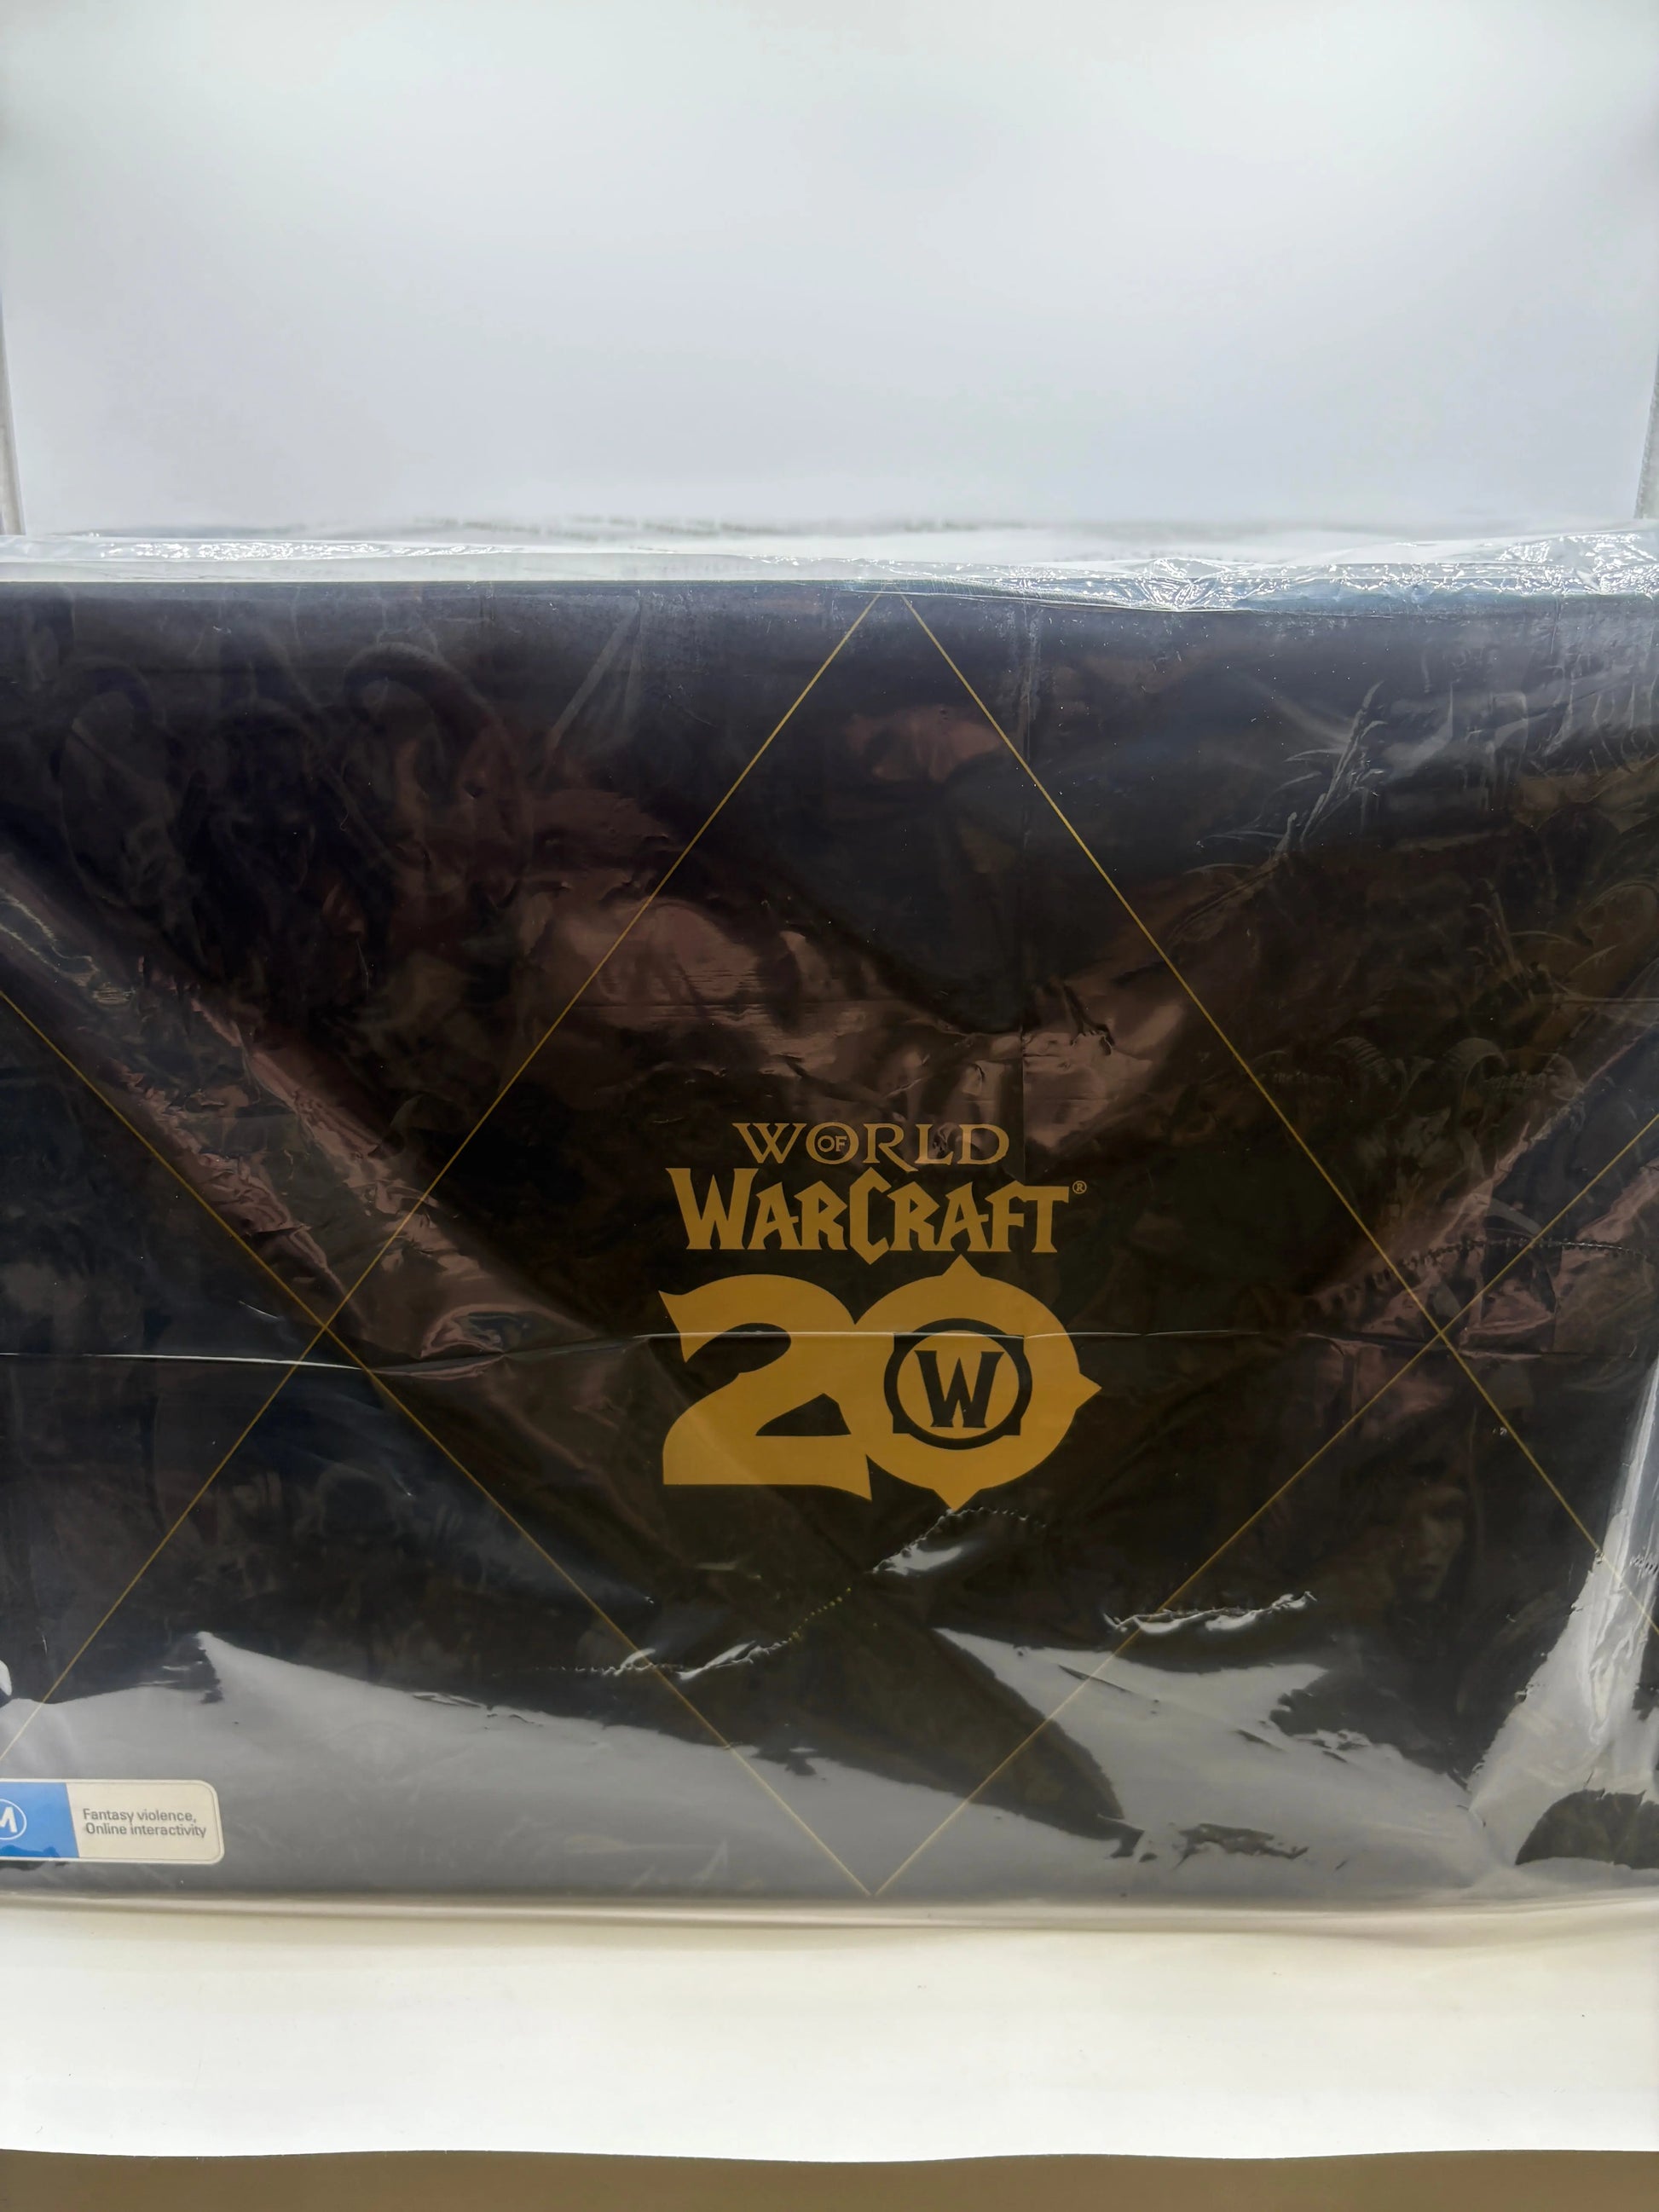 WORLD OF
WARCRAFT®
20
W
M
Fantasy violence,
Online interactivity